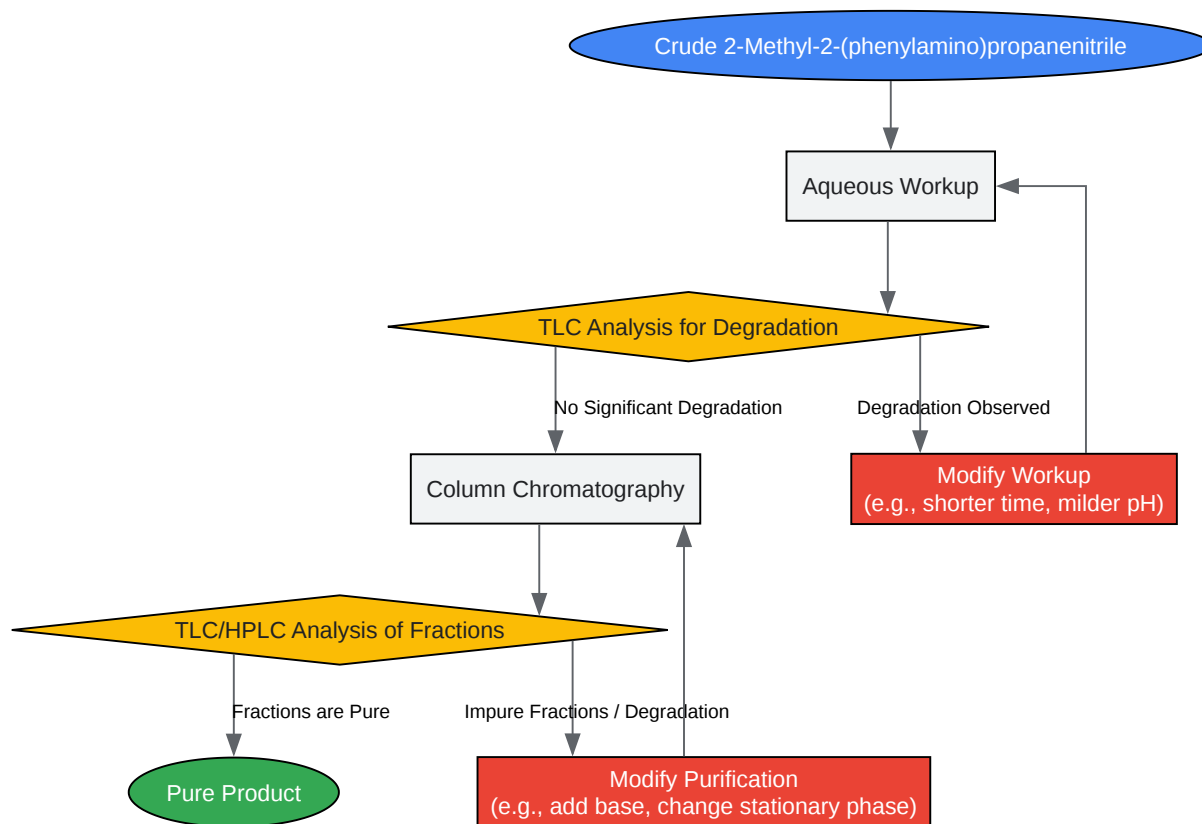 Crude 2-Methyl-2-(phenylamino)propanenitrile
Aqueous Workup
TLC Analysis for Degradation
No Significant Degradation
Degradation Observed
Column Chromatography
Modify Workup
(e.g., shorter time, milder pH)
TLC/HPLC Analysis of Fractions
Fractions are Pure
Impure Fractions / Degradation
Pure Product
Modify Purification
(e.g., add base, change stationary phase)